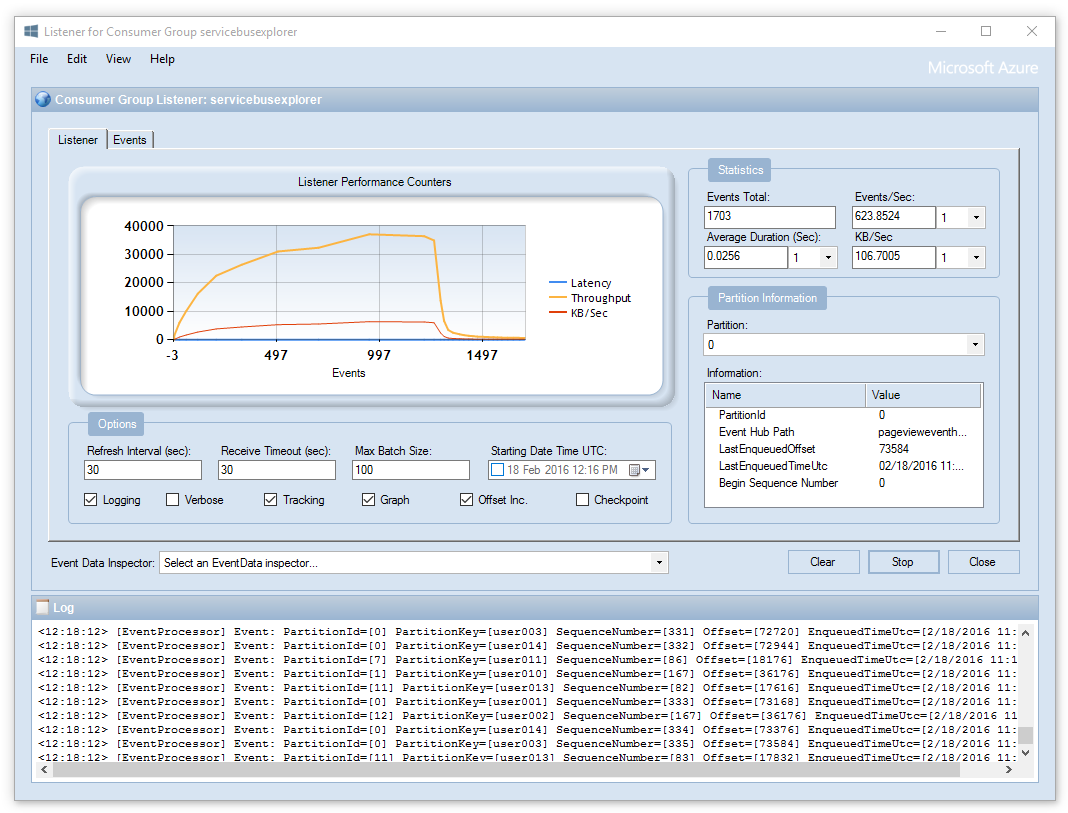 Listener for Consumer Group servicebusexplorer
File Edit View Help
Microsoft Azure
Consumer Group Listener: servicebusexplorer
Listener Events
Listener Performance Counters
40000
30000
20000
10000
0
-3 497 997 1497
Events
Latency
Throughput
KB/Sec
Statistics
Events Total: Events/Sec:
1703 623.8524 1
Average Duration (Sec): KB/Sec
0.0256 1 106.7005 1
Partition Information
Partition:
0
Information:
Name Value
PartitionId 0
Event Hub Path pagevieweventh...
LastEnqueuedOffset 73584
LastEnqueuedTimeUtc 02/18/2016 11:...
Begin Sequence Number 0
Options
Refresh Interval (sec): Receive Timeout (sec): Max Batch Size: Starting Date Time UTC:
30 30 100 18 Feb 2016 12:16 PM
Logging Verbose Tracking Graph Offset Inc. Checkpoint
Event Data Inspector: Select an EventData inspector... Clear Stop Close
Log
<12:18:12> [EventProcessor] Event: PartitionId=[0] PartitionKey=[user003] SequenceNumber=[331] Offset=[72720] EnqueuedTimeUtc=[2/18/2016 11:
<12:18:12> [EventProcessor] Event: PartitionId=[0] PartitionKey=[user014] SequenceNumber=[332] Offset=[72944] EnqueuedTimeUtc=[2/18/2016 11:
<12:18:12> [EventProcessor] Event: PartitionId=[7] PartitionKey=[user011] SequenceNumber=[86] Offset=[18176] EnqueuedTimeUtc=[2/18/2016 11:1
<12:18:12> [EventProcessor] Event: PartitionId=[1] PartitionKey=[user010] SequenceNumber=[167] Offset=[36176] EnqueuedTimeUtc=[2/18/2016 11:
<12:18:12> [EventProcessor] Event: PartitionId=[11] PartitionKey=[user013] SequenceNumber=[82] Offset=[17616] EnqueuedTimeUtc=[2/18/2016 11:
<12:18:12> [EventProcessor] Event: PartitionId=[0] PartitionKey=[user001] SequenceNumber=[333] Offset=[73168] EnqueuedTimeUtc=[2/18/2016 11:
<12:18:12> [EventProcessor] Event: PartitionId=[12] PartitionKey=[user002] SequenceNumber=[167] Offset=[36176] EnqueuedTimeUtc=[2/18/2016 11
<12:18:12> [EventProcessor] Event: PartitionId=[0] PartitionKey=[user014] SequenceNumber=[334] Offset=[73376] EnqueuedTimeUtc=[2/18/2016 11:
<12:18:12> [EventProcessor] Event: PartitionId=[0] PartitionKey=[user003] SequenceNumber=[335] Offset=[73584] EnqueuedTimeUtc=[2/18/2016 11:
<12:18:12> [EventProcessor] Event: PartitionId=[11] PartitionKey=[user013] SequenceNumber=[83] Offset=[17832] EnqueuedTimeUtc=[2/18/2016 11: